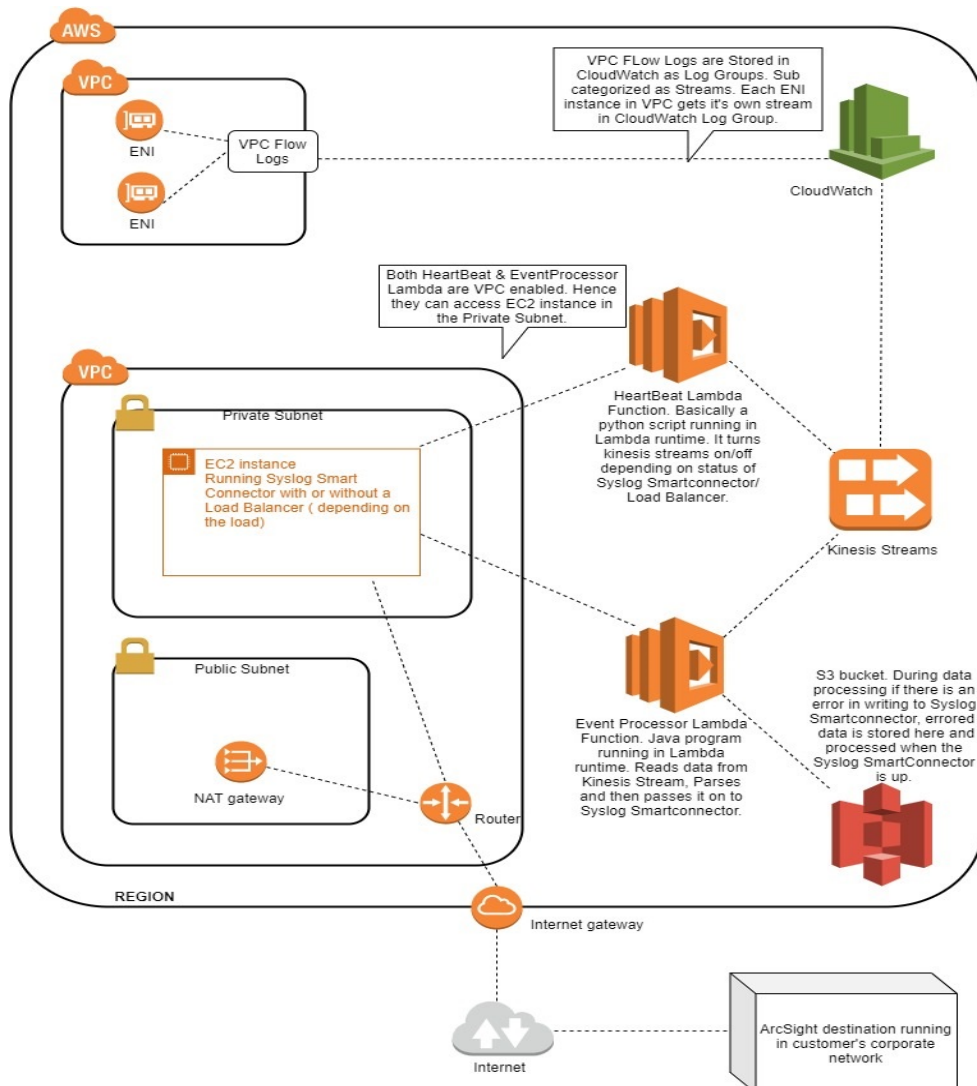 AWS
VPC
ENI
ENI
VPC Flow
Logs
VPC FLow Logs are Stored in
CloudWatch as Log Groups. Sub
categorized as Streams. Each ENI
instance in VPC gets it's own stream
in CloudWatch Log Group.
CloudWatch
Both HeartBeat & EventProcessor
Lambda are VPC enabled. Hence
they can access EC2 instance in
the Private Subnet.
VPC
Private Subnet
EC2 instance
Running Syslog Smart
Connector with or without a
Load Balancer ( depending on
the load)
HeartBeat Lambda
Function. Basically a
python script running in
Lambda runtime. It turns
kinesis streams on/off
depending on status of
Syslog Smartconnector/
Load Balancer.
Kinesis Streams
Public Subnet
NAT gateway
Router
Event Processor Lambda
Function. Java program
running in Lambda
runtime. Reads data from
Kinesis Stream, Parses
and then passes it on to
Syslog Smartconnector.
S3 bucket. During data
processing if there is an
error in writing to Syslog
Smartconnector, errored
data is stored here and
processed when the
Syslog SmartConnector
is up.
REGION
Internet gateway
Internet
ArcSight destination running
in customer's corporate
network